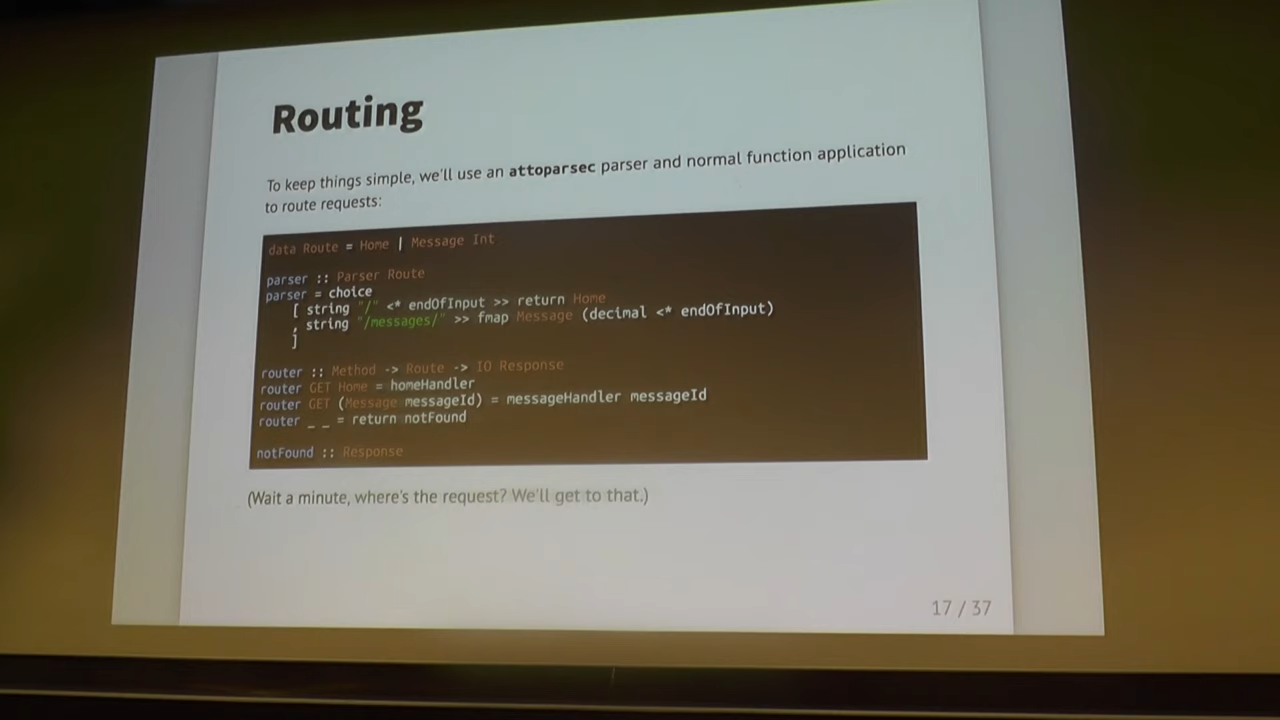 Routing
To keep things simple, we'll use an attoparsec parser and normal function application
to route requests:
data Route = Home | Message Int
parser :: Parser Route
parser = choice
[ string "/" <* endOfInput >> return Home
, string "/messages/" >> fmap Message (decimal <* endOfInput)
]
router :: Method -> Route -> IO Response
router GET Home = homeHandler
router GET (Message messageId) = messageHandler messageId
router _ _ = return notFound
notFound :: Response
(Wait a minute, where's the request? We'll get to that.)
17 / 37